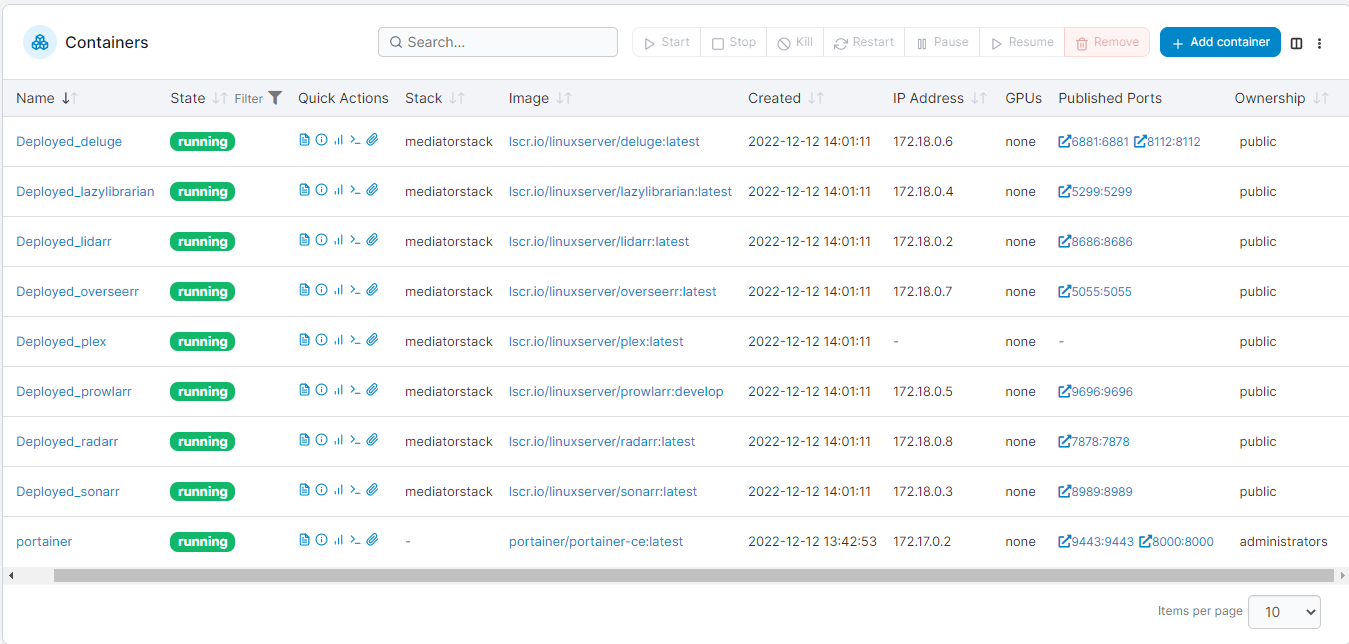 Containers Search... Start Stop Kill Restart Pause Resume Remove + Add container
Name State Filter Quick Actions Stack Image Created IP Address GPUs Published Ports Ownership
Deployed_deluge running mediatorstack lscr.io/linuxserver/deluge:latest 2022-12-12 14:01:11 172.18.0.6 none 6881:6881 8112:8112 public
Deployed_lazylibrarian running mediatorstack lscr.io/linuxserver/lazylibrarian:latest 2022-12-12 14:01:11 172.18.0.4 none 5299:5299 public
Deployed_lidarr running mediatorstack lscr.io/linuxserver/lidarr:latest 2022-12-12 14:01:11 172.18.0.2 none 8686:8686 public
Deployed_overseerr running mediatorstack lscr.io/linuxserver/overseerr:latest 2022-12-12 14:01:11 172.18.0.7 none 5055:5055 public
Deployed_plex running mediatorstack lscr.io/linuxserver/plex:latest 2022-12-12 14:01:11 - none - public
Deployed_prowlarr running mediatorstack lscr.io/linuxserver/prowlarr:develop 2022-12-12 14:01:11 172.18.0.5 none 9696:9696 public
Deployed_radarr running mediatorstack lscr.io/linuxserver/radarr:latest 2022-12-12 14:01:11 172.18.0.8 none 7878:7878 public
Deployed_sonarr running mediatorstack lscr.io/linuxserver/sonarr:latest 2022-12-12 14:01:11 172.18.0.3 none 8989:8989 public
portainer running - portainer/portainer-ce:latest 2022-12-12 13:42:53 172.17.0.2 none 9443:9443 8000:8000 administrators
Items per page 10